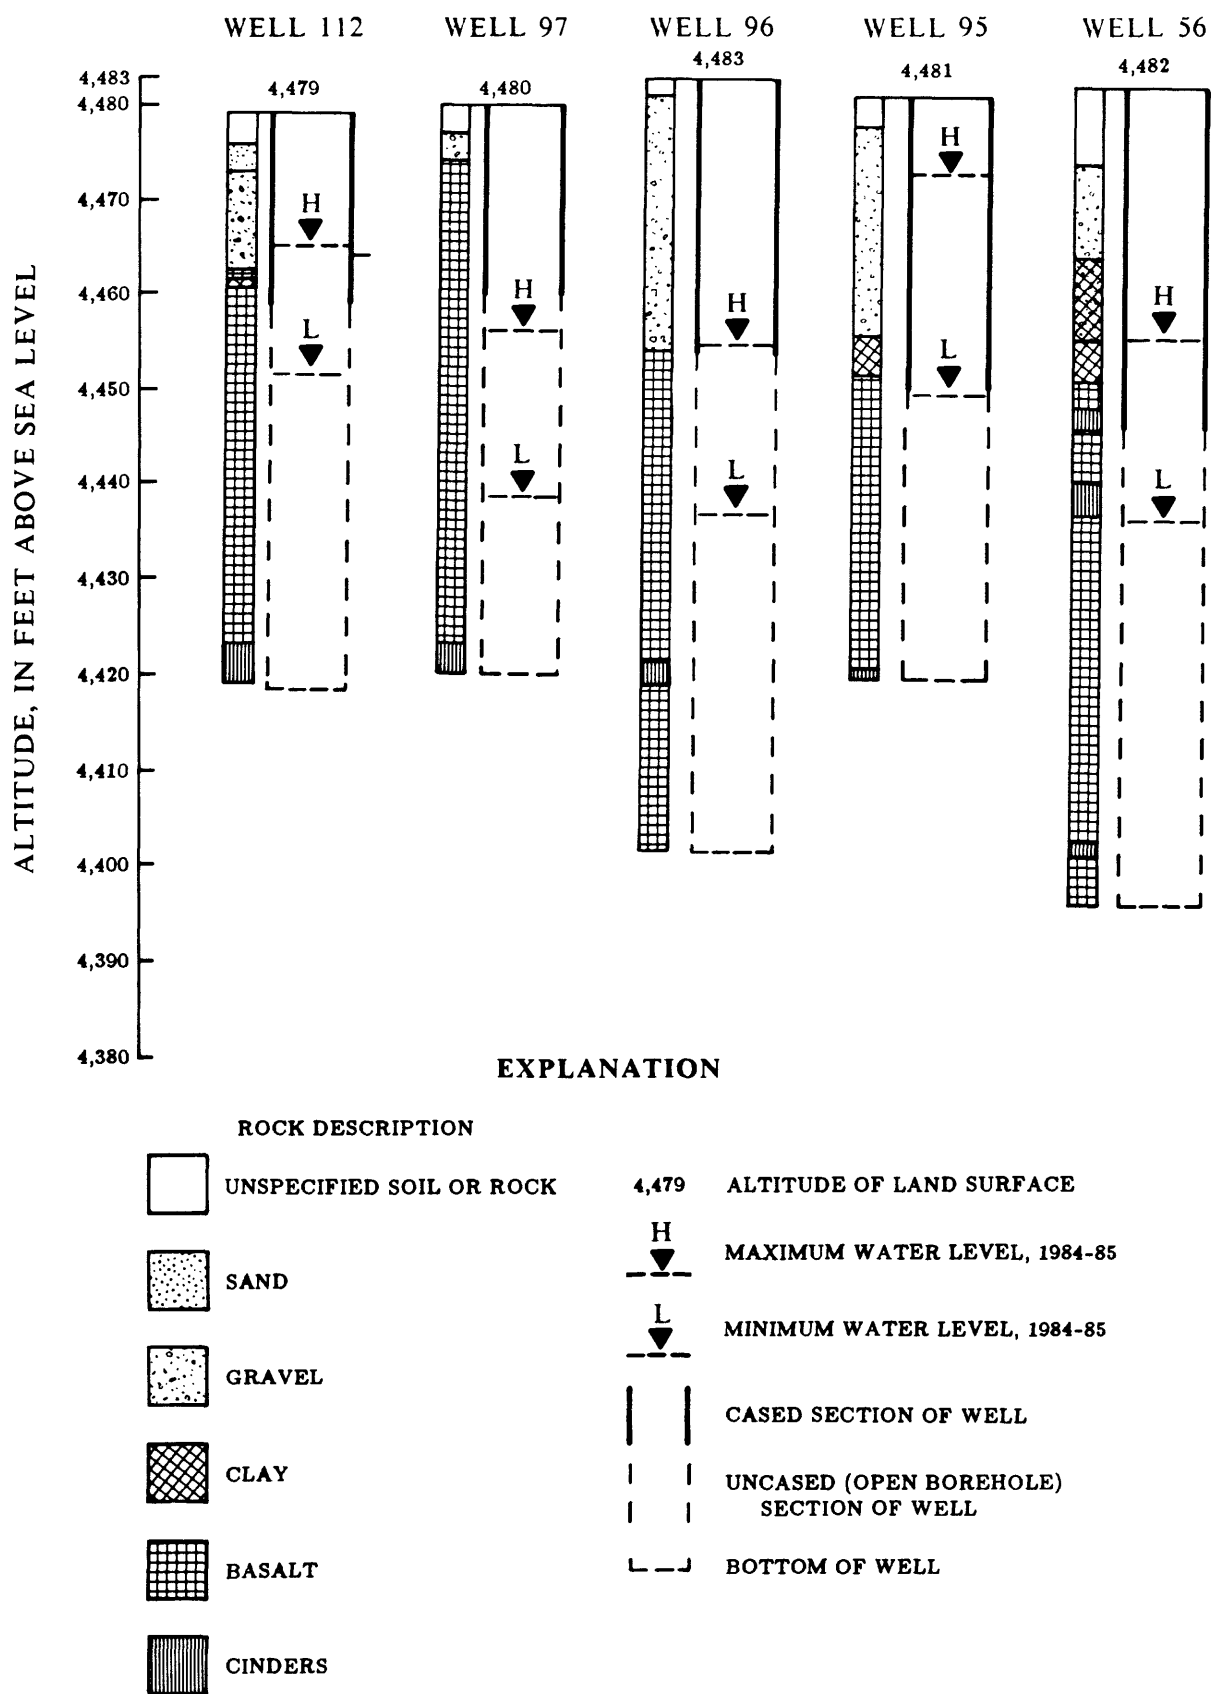 WELL 112 WELL 97 WELL 96 WELL 95 WELL 56
4,479 4,480 4,483 4,481 4,482
4,483
4,480
4,470
4,460
4,450
4,440
4,430
4,420
4,410
4,400
4,390
4,380
ALTITUDE, IN FEET ABOVE SEA LEVEL
H
L
H
L
H
L
H
L
H
L
EXPLANATION
ROCK DESCRIPTION
UNSPECIFIED SOIL OR ROCK
SAND
GRAVEL
CLAY
BASALT
CINDERS
4,479 ALTITUDE OF LAND SURFACE
H
MAXIMUM WATER LEVEL, 1984-85
L
MINIMUM WATER LEVEL, 1984-85
CASED SECTION OF WELL
UNCASED (OPEN BOREHOLE)
SECTION OF WELL
BOTTOM OF WELL